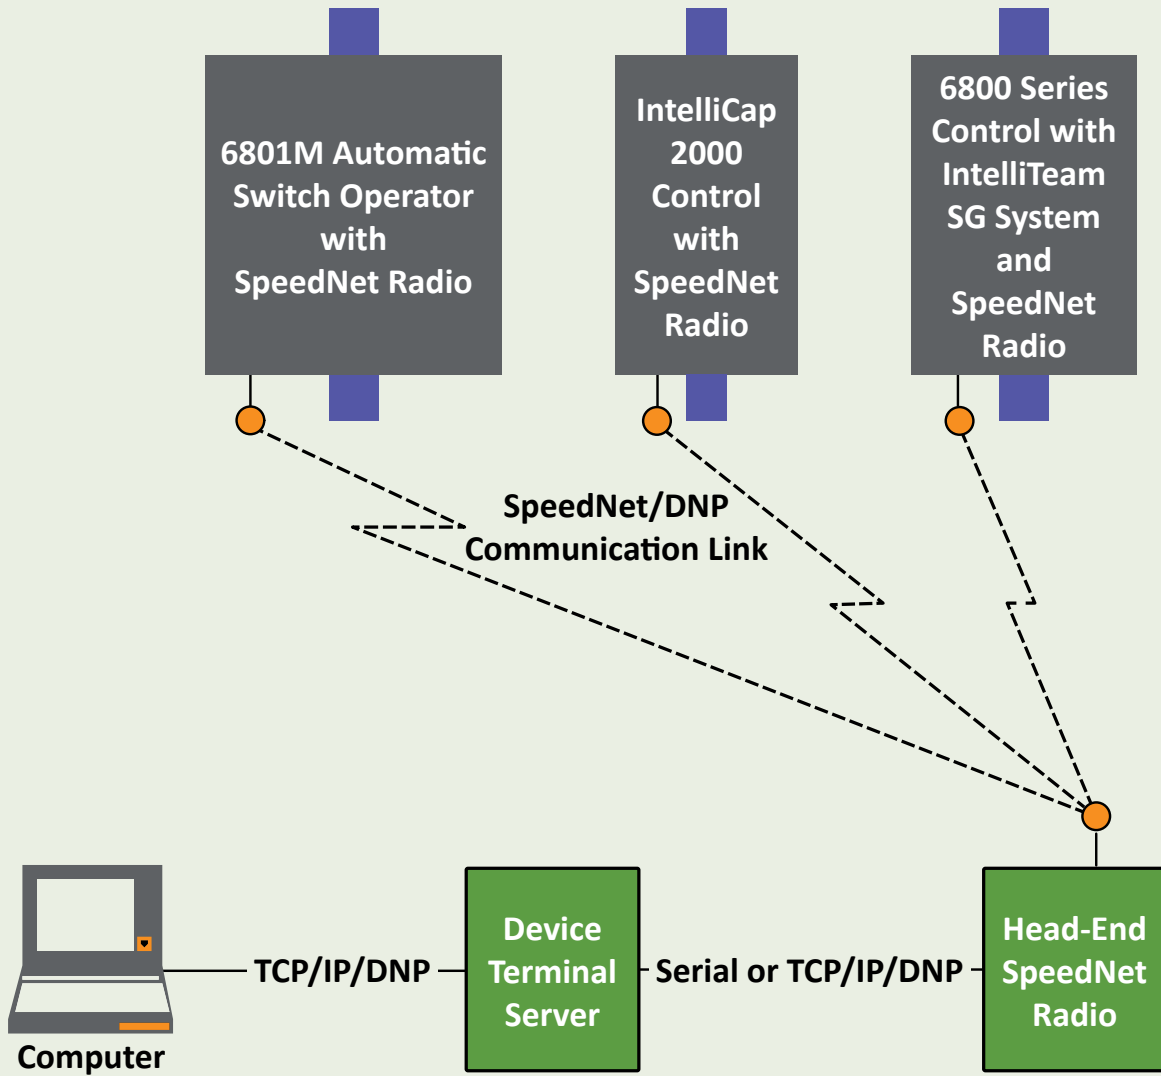 6801M Automatic
Switch Operator
with
SpeedNet Radio
IntelliCap
2000
Control
with
SpeedNet
Radio
6800 Series
Control with
IntelliTeam
SG System
and
SpeedNet
Radio
SpeedNet/DNP
Communication Link
Computer
TCP/IP/DNP
Device
Terminal
Server
Serial or TCP/IP/DNP
Head-End
SpeedNet
Radio